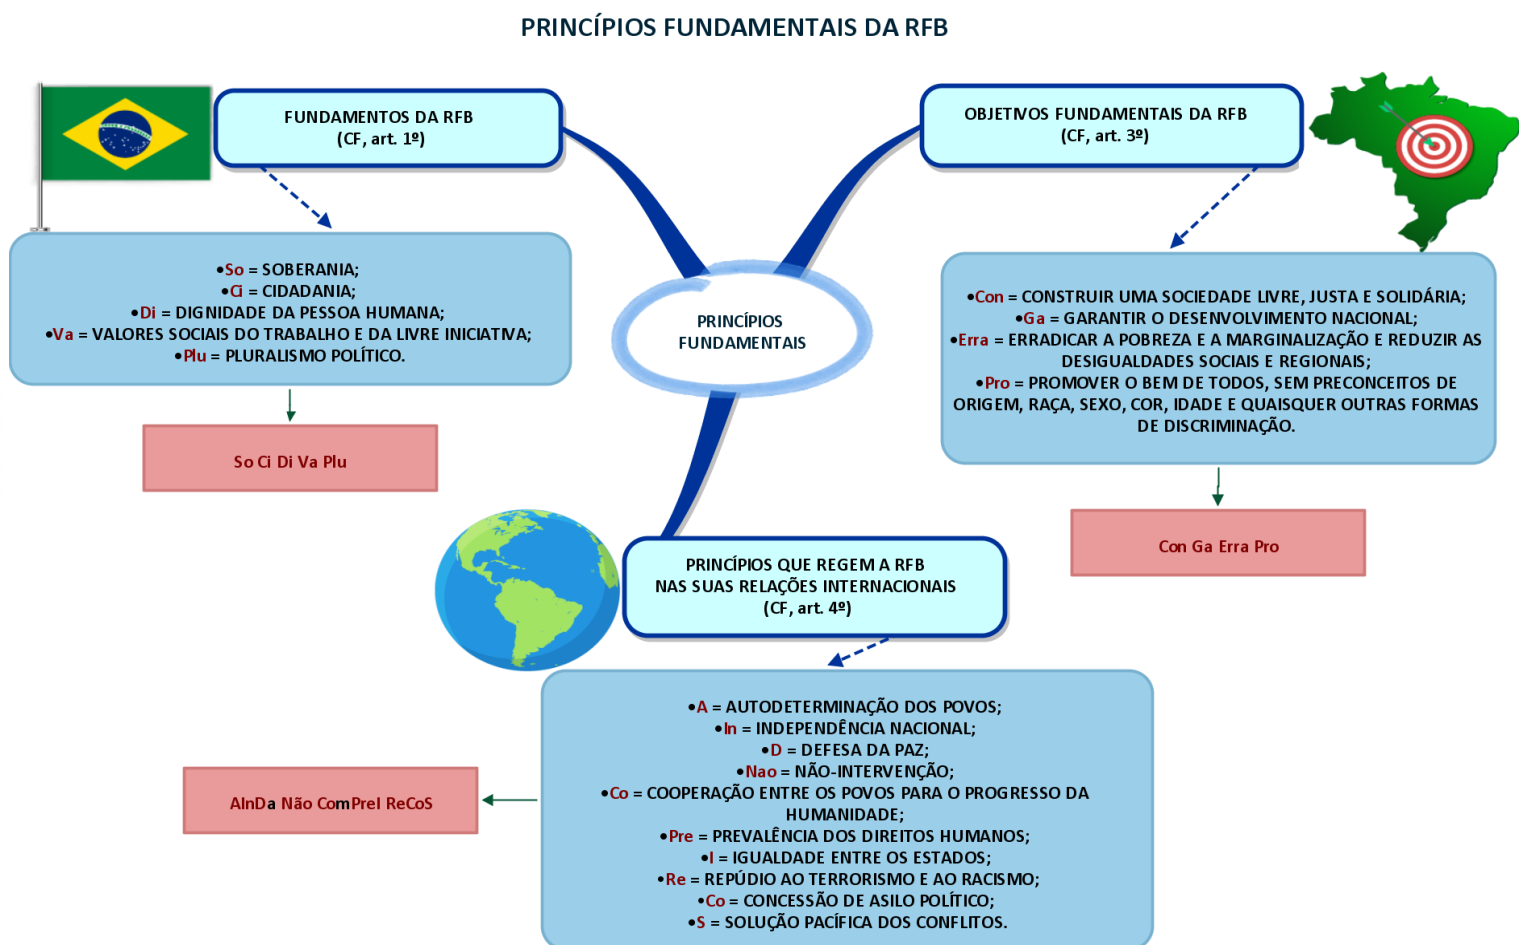 PRINCÍPIOS FUNDAMENTAIS DA RFB
FUNDAMENTOS DA RFB
(CF, art. 1º)
•So = SOBERANIA;
•Ci = CIDADANIA;
•Di = DIGNIDADE DA PESSOA HUMANA;
•Va = VALORES SOCIAIS DO TRABALHO E DA LIVRE INICIATIVA;
•Plu = PLURALISMO POLÍTICO.
So Ci Di Va Plu
OBJETIVOS FUNDAMENTAIS DA RFB
(CF, art. 3º)
•Con = CONSTRUIR UMA SOCIEDADE LIVRE, JUSTA E SOLIDÁRIA;
•Ga = GARANTIR O DESENVOLVIMENTO NACIONAL;
•Erra = ERRADICAR A POBREZA E A MARGINALIZAÇÃO E REDUZIR AS
DESIGUALDADES SOCIAIS E REGIONAIS;
•Pro = PROMOVER O BEM DE TODOS, SEM PRECONCEITOS DE
ORIGEM, RAÇA, SEXO, COR, IDADE E QUAISQUER OUTRAS FORMAS
DE DISCRIMINAÇÃO.
Con Ga Erra Pro
PRINCÍPIOS
FUNDAMENTAIS
PRINCÍPIOS QUE REGEM A RFB
NAS SUAS RELAÇÕES INTERNACIONAIS
(CF, art. 4º)
•A = AUTODETERMINAÇÃO DOS POVOS;
•In = INDEPENDÊNCIA NACIONAL;
•D = DEFESA DA PAZ;
•Nao = NÃO-INTERVENÇÃO;
•Co = COOPERAÇÃO ENTRE OS POVOS PARA O PROGRESSO DA
HUMANIDADE;
•Pre = PREVALÊNCIA DOS DIREITOS HUMANOS;
•I = IGUALDADE ENTRE OS ESTADOS;
•Re = REPÚDIO AO TERRORISMO E AO RACISMO;
•Co = CONCESSÃO DE ASILO POLÍTICO;
•S = SOLUÇÃO PACÍFICA DOS CONFLITOS.
AInDa Não ComPreI ReCoS